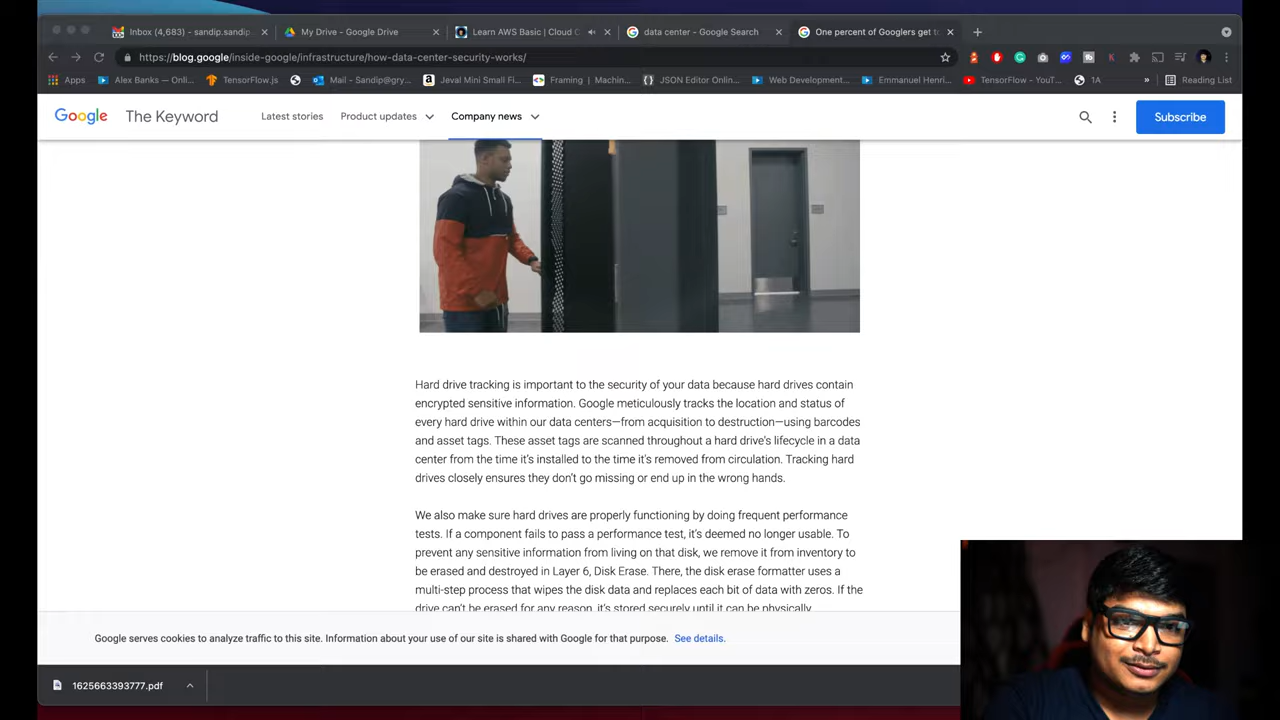 Inbox (4,683) – sandip.sandip.
My Drive – Google Drive
Learn AWS Basic | Cloud C
data center - Google Search
One percent of Googlers get t
https://blog.google/inside-google/infrastructure/how-data-center-security-works/
Apps
Alex Banks — Onli...
TensorFlow.js
Mail - Sandip@gry...
Jeval Mini Small Fi...
Framing | Machin...
JSON Editor Onlin...
Web Development...
Emmanuel Henri...
TensorFlow - YouT...
1A
»
Reading List
Google The Keyword
Latest stories
Product updates
Company news
Subscribe
Hard drive tracking is important to the security of your data because hard drives contain
encrypted sensitive information. Google meticulously tracks the location and status of
every hard drive within our data centers—from acquisition to destruction—using barcodes
and asset tags. These asset tags are scanned throughout a hard drive's lifecycle in a data
center from the time it's installed to the time it's removed from circulation. Tracking hard
drives closely ensures they don't go missing or end up in the wrong hands.
We also make sure hard drives are properly functioning by doing frequent performance
tests. If a component fails to pass a performance test, it's deemed no longer usable. To
prevent any sensitive information from living on that disk, we remove it from inventory to
be erased and destroyed in Layer 6, Disk Erase. There, the disk erase formatter uses a
multi-step process that wipes the disk data and replaces each bit of data with zeros. If the
drive can't be erased for any reason, it's stored securely until it can be physically
Google serves cookies to analyze traffic to this site. Information about your use of our site is shared with Google for that purpose. See details.
1625663393777.pdf